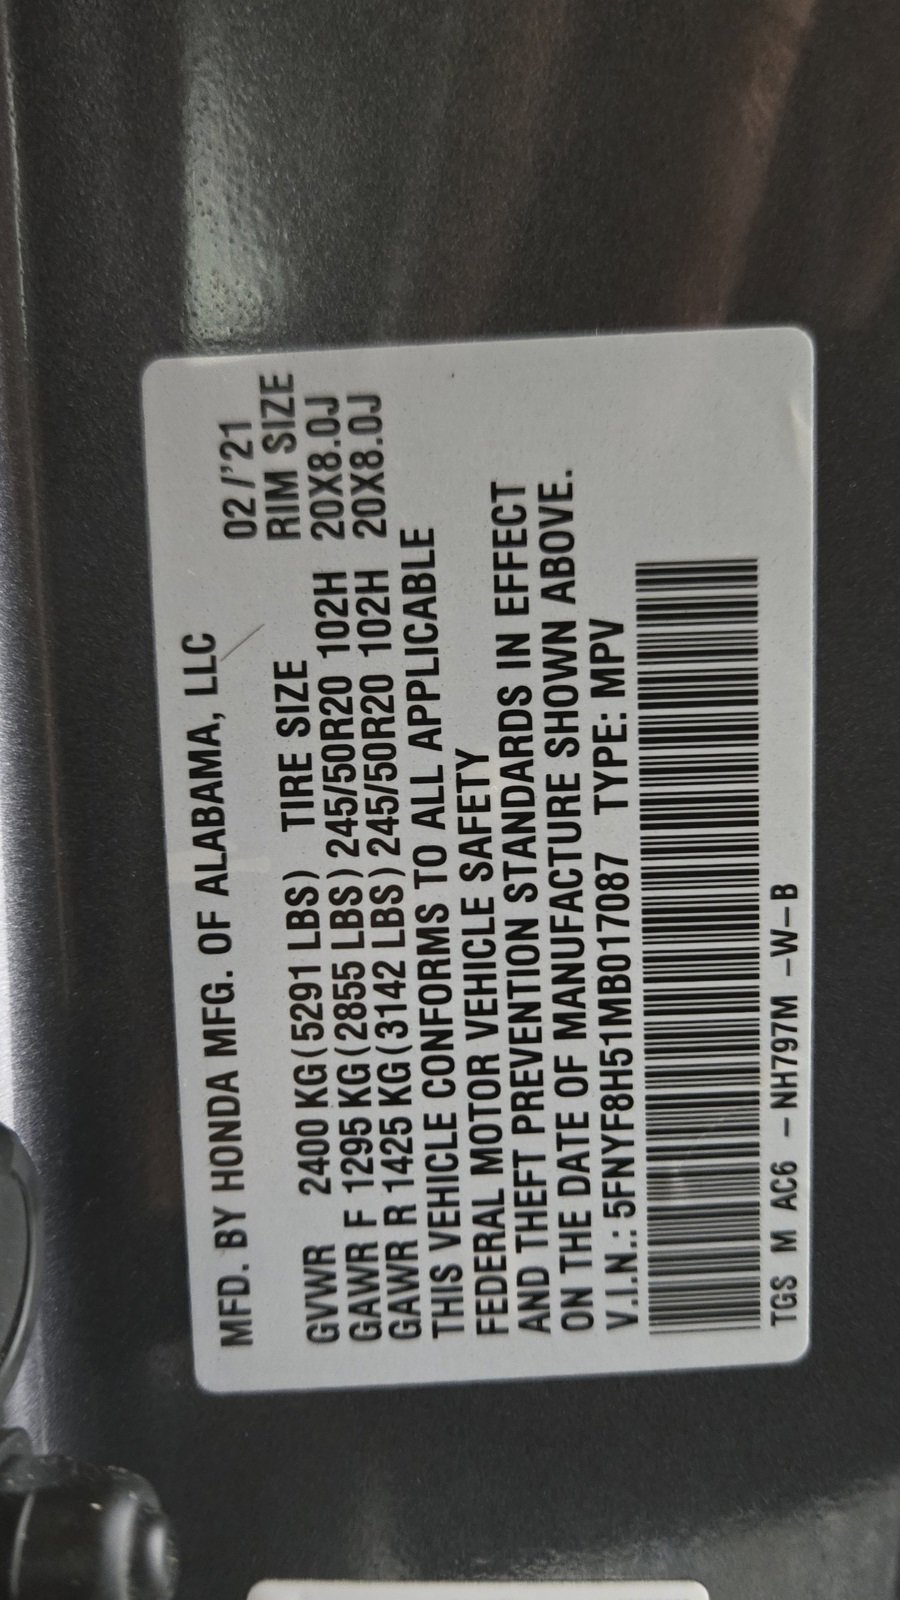 MFD. BY HONDA MFG. OF ALABAMA, LLC 02/'21
TIRE SIZE RIM SIZE
GVWR 2400 KG(5291 LBS)
GAWR F 1295 KG(2855 LBS) 245/50R20 102H 20X8.0J
GAWR R 1425 KG(3142 LBS) 245/50R20 102H 20X8.0J
THIS VEHICLE CONFORMS TO ALL APPLICABLE
FEDERAL MOTOR VEHICLE SAFETY
AND THEFT PREVENTION STANDARDS IN EFFECT
ON THE DATE OF MANUFACTURE SHOWN ABOVE.
V.I.N.: 5FNYF8H51MB017087 TYPE: MPV
TGS M AC6 -NH797M -W-B